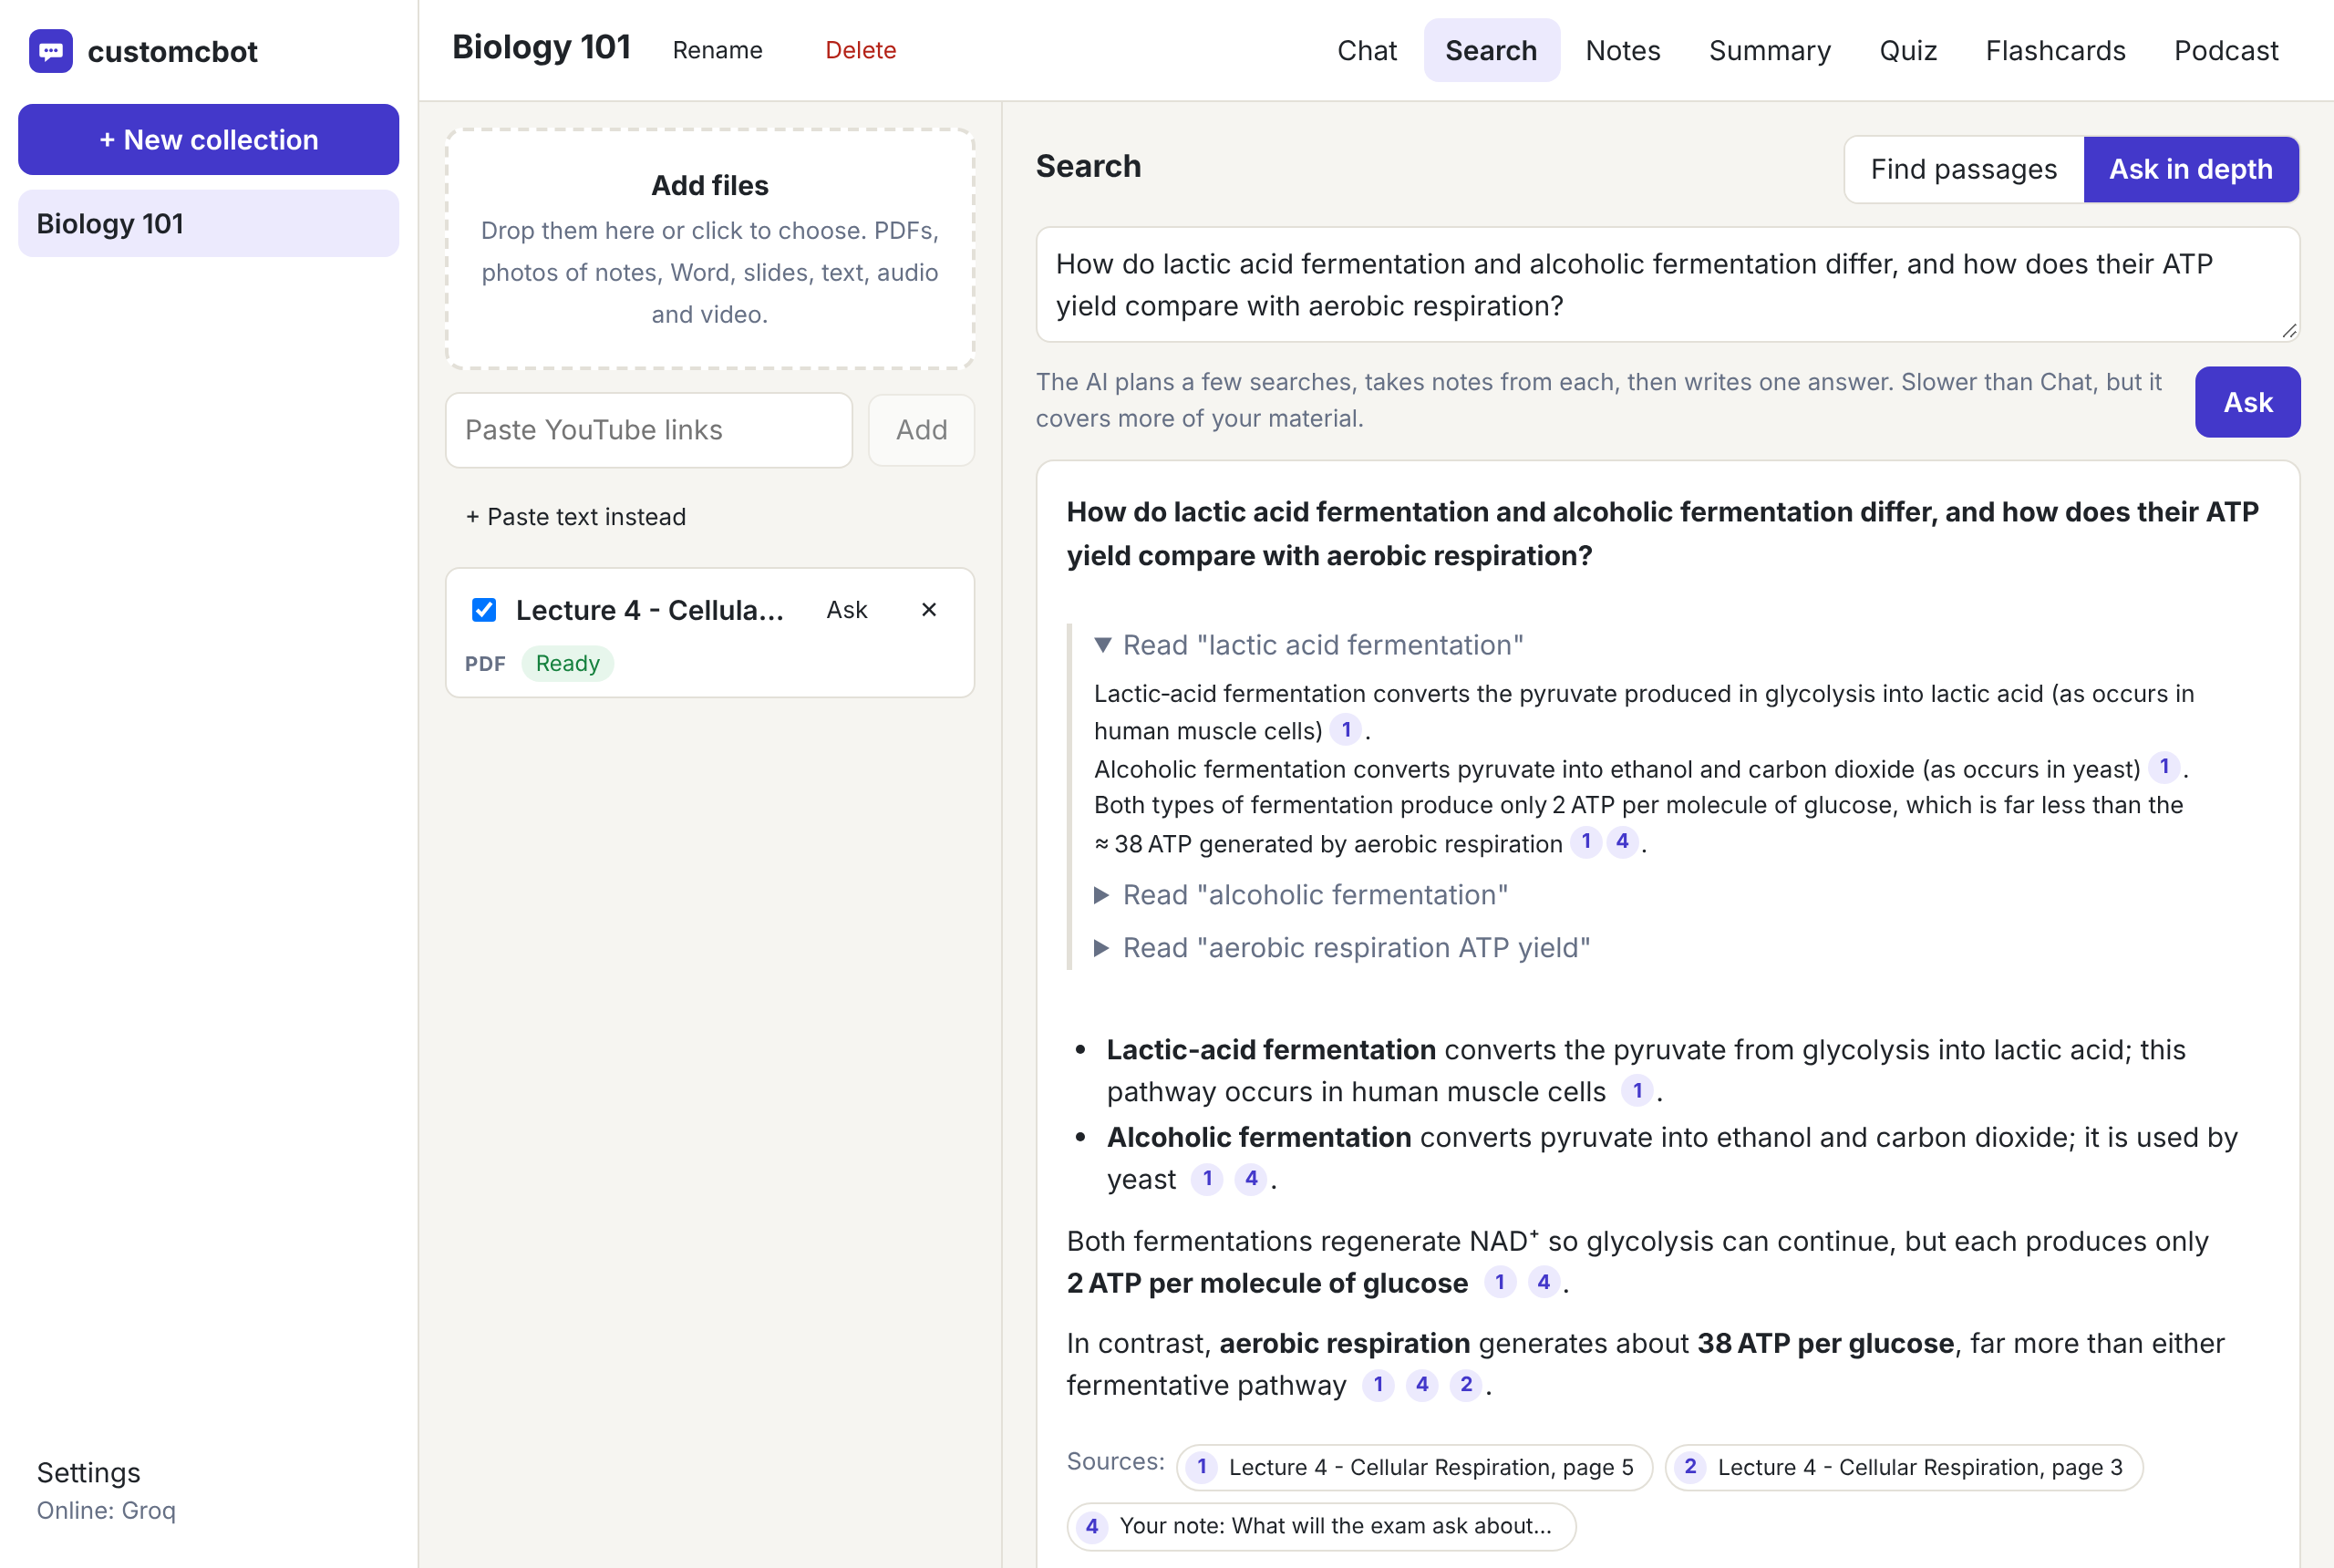 customcbot
+ New collection
Biology 101
Settings
Online: Groq
Biology 101
Rename
Delete
Chat
Search
Notes
Summary
Quiz
Flashcards
Podcast
Add files
Drop them here or click to choose. PDFs,
photos of notes, Word, slides, text, audio
and video.
Paste YouTube links
Add
+ Paste text instead
Lecture 4 - Cellula...
Ask
×
PDF
Ready
Search
Find passages
Ask in depth
How do lactic acid fermentation and alcoholic fermentation differ, and how does their ATP
yield compare with aerobic respiration?
The AI plans a few searches, takes notes from each, then writes one answer. Slower than Chat, but it
covers more of your material.
Ask
How do lactic acid fermentation and alcoholic fermentation differ, and how does their ATP
yield compare with aerobic respiration?
▼ Read "lactic acid fermentation"
Lactic-acid fermentation converts the pyruvate produced in glycolysis into lactic acid (as occurs in
human muscle cells) 1 .
Alcoholic fermentation converts pyruvate into ethanol and carbon dioxide (as occurs in yeast) 1 .
Both types of fermentation produce only 2 ATP per molecule of glucose, which is far less than the
≈ 38 ATP generated by aerobic respiration 1 4 .
▶ Read "alcoholic fermentation"
▶ Read "aerobic respiration ATP yield"
• Lactic-acid fermentation converts the pyruvate from glycolysis into lactic acid; this
pathway occurs in human muscle cells 1 .
• Alcoholic fermentation converts pyruvate into ethanol and carbon dioxide; it is used by
yeast 1 4 .
Both fermentations regenerate NAD⁺ so glycolysis can continue, but each produces only
2 ATP per molecule of glucose 1 4 .
In contrast, aerobic respiration generates about 38 ATP per glucose, far more than either
fermentative pathway 1 4 2 .
Sources: 1 Lecture 4 - Cellular Respiration, page 5 2 Lecture 4 - Cellular Respiration, page 3
4 Your note: What will the exam ask about...